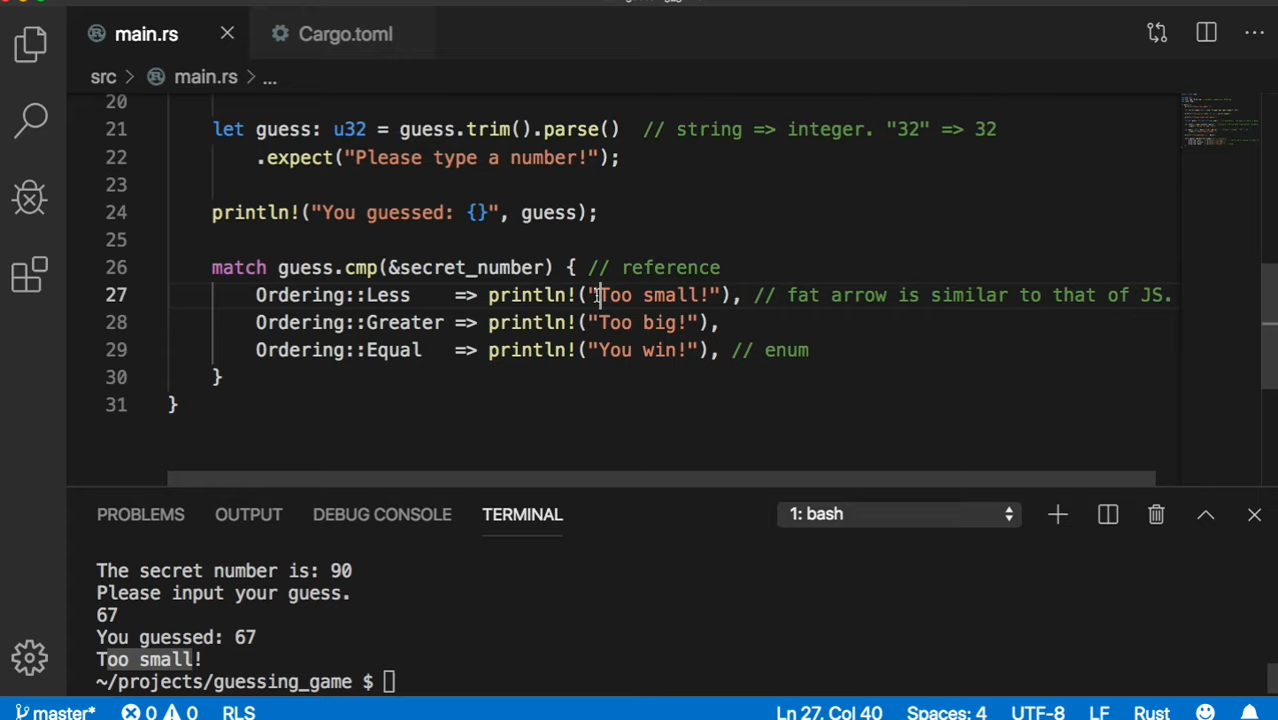 main.rs
Cargo.toml
src > main.rs > ...
20
21 let guess: u32 = guess.trim().parse() // string => integer. "32" => 32
22 .expect("Please type a number!");
23
24 println!("You guessed: {}", guess);
25
26 match guess.cmp(&secret_number) { // reference
27 Ordering::Less => println!("Too small!"), // fat arrow is similar to that of JS.
28 Ordering::Greater => println!("Too big!"),
29 Ordering::Equal => println!("You win!"), // enum
30 }
31 }
PROBLEMS OUTPUT DEBUG CONSOLE TERMINAL 1: bash
The secret number is: 90
Please input your guess.
67
You guessed: 67
Too small!
~/projects/guessing_game $
master* 0 0 RLS Ln 27, Col 40 Spaces: 4 UTF-8 LF Rust